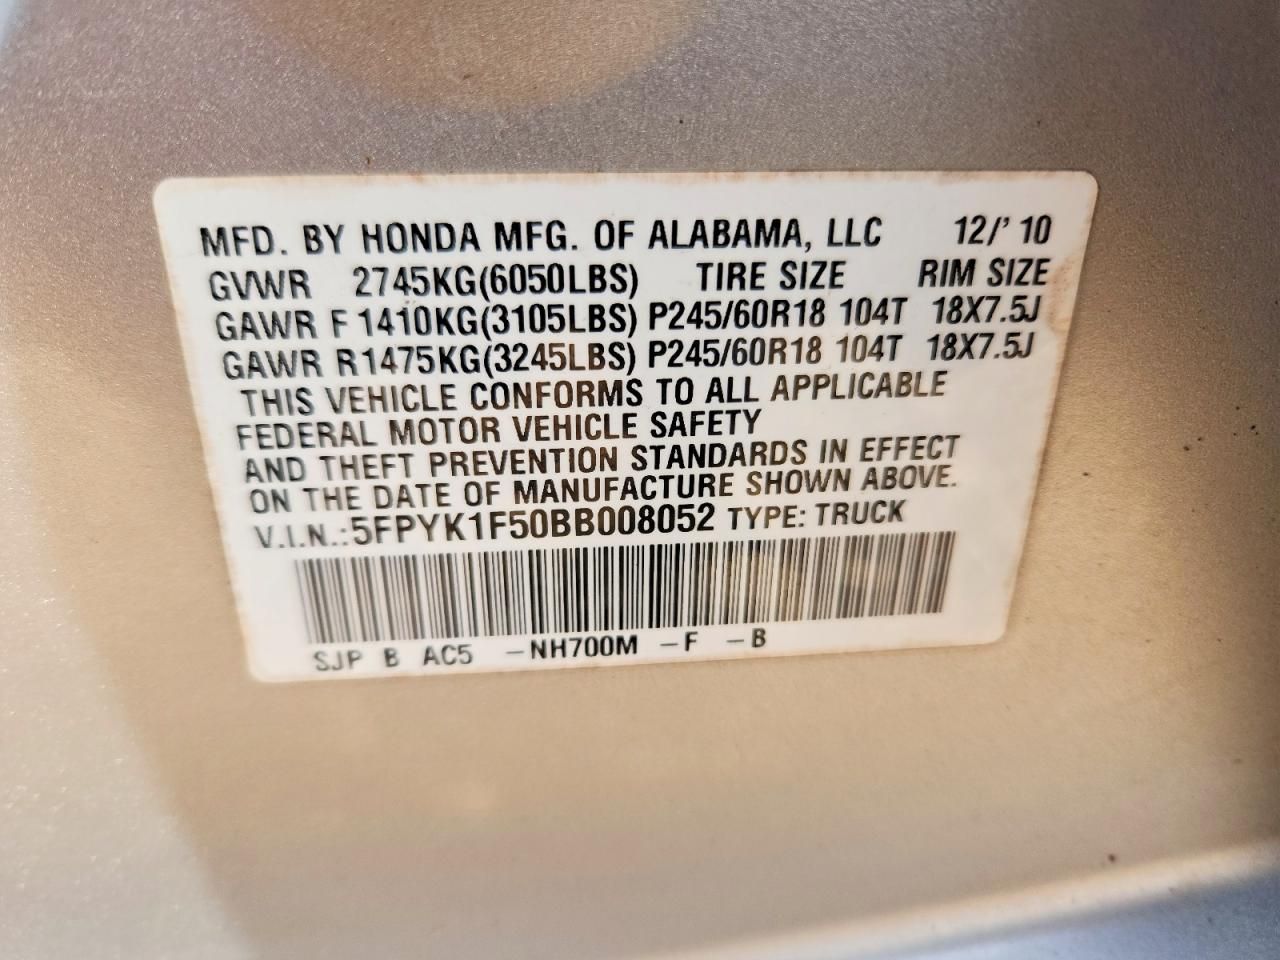 MFD. BY HONDA MFG. OF ALABAMA, LLC 12/' 10
GVWR 2745KG(6050LBS) TIRE SIZE RIM SIZE
GAWR F 1410KG(3105LBS) P245/60R18 104T 18X7.5J
GAWR R1475KG(3245LBS) P245/60R18 104T 18X7.5J
THIS VEHICLE CONFORMS TO ALL APPLICABLE
FEDERAL MOTOR VEHICLE SAFETY
AND THEFT PREVENTION STANDARDS IN EFFECT
ON THE DATE OF MANUFACTURE SHOWN ABOVE.
V.I.N.:5FPYK1F50BB008052 TYPE: TRUCK
SJP B AC5 -NH700M -F -B